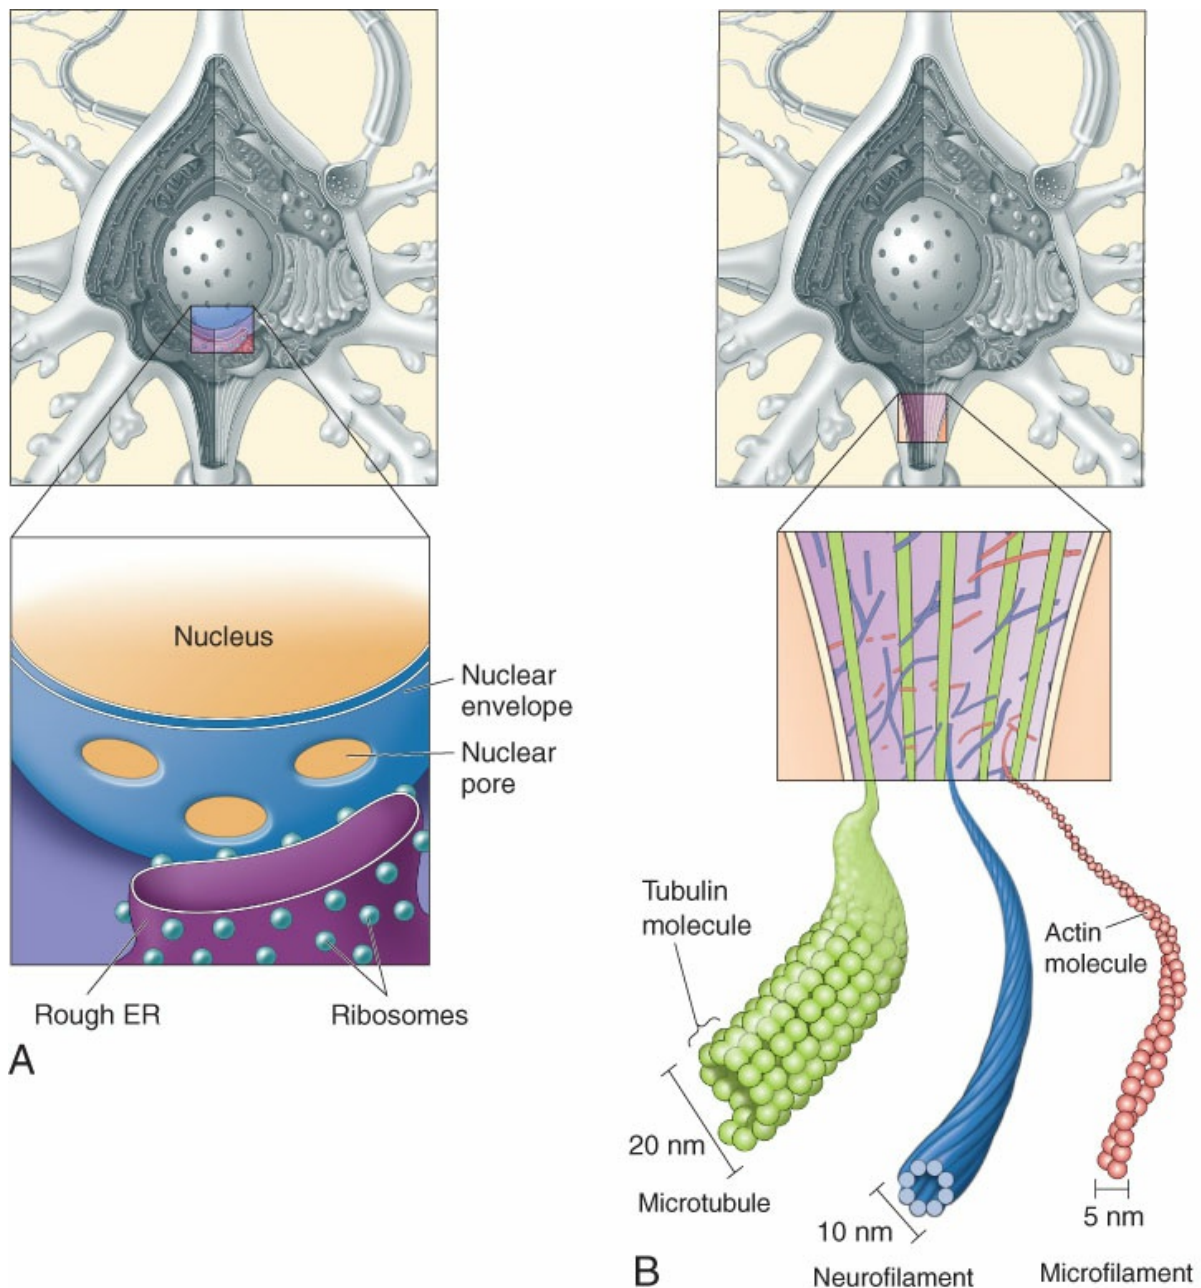 Nucleus
Nuclear
envelope
Nuclear
pore
Rough ER
Ribosomes
A
Tubulin
molecule
Actin
molecule
20 nm
Microtubule
10 nm
Neurofilament
5 nm
Microfilament
B